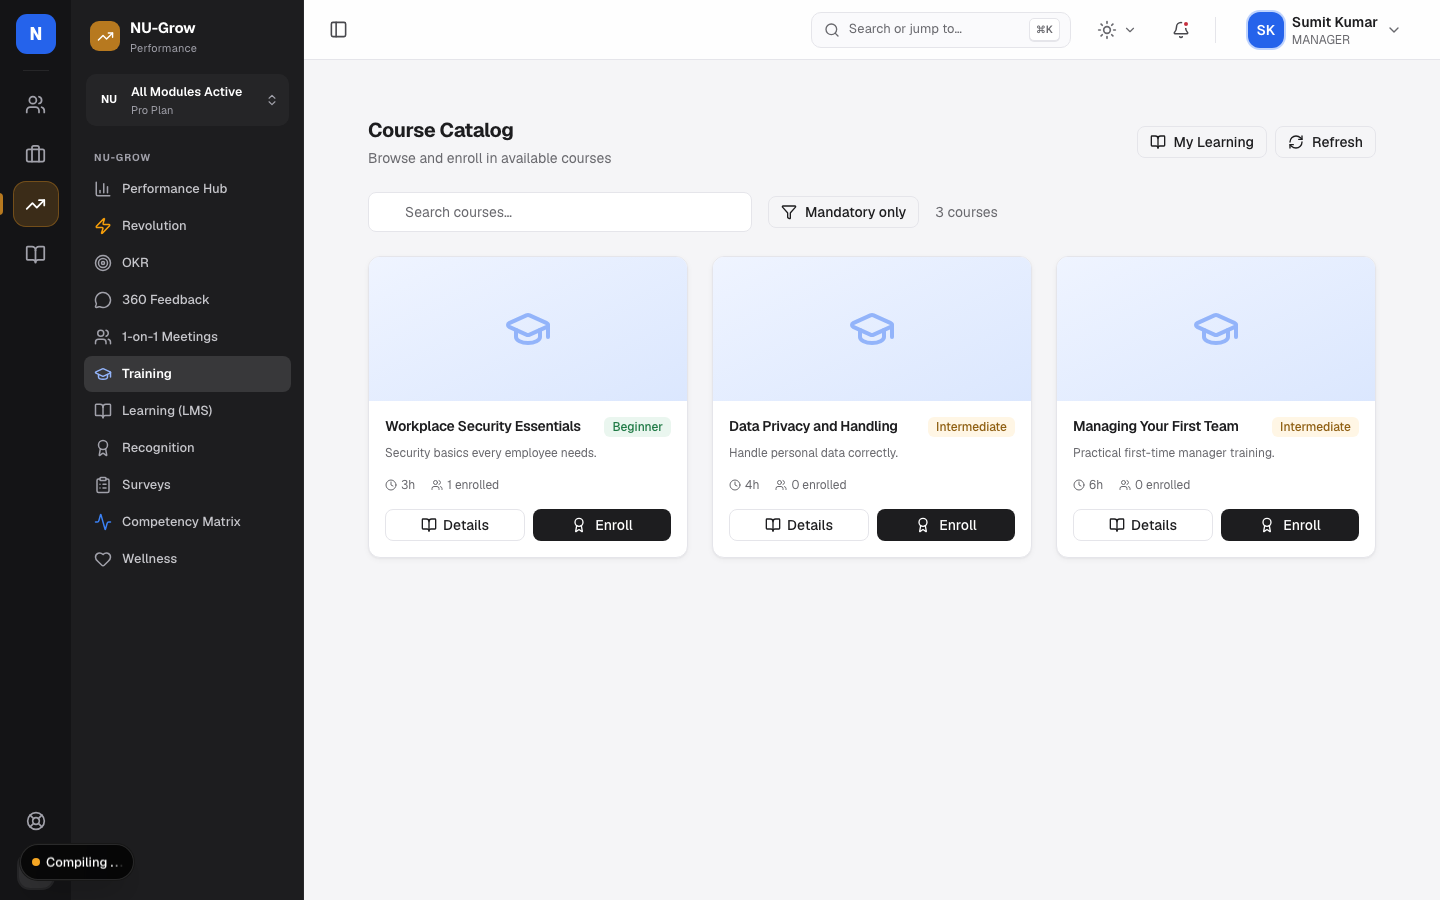 N
NU-Grow
Performance
NU
All Modules Active
Pro Plan
NU-GROW
Performance Hub
Revolution
OKR
360 Feedback
1-on-1 Meetings
Training
Learning (LMS)
Recognition
Surveys
Competency Matrix
Wellness
Compiling ...
Search or jump to...
⌘K
SK
Sumit Kumar
MANAGER
Course Catalog
Browse and enroll in available courses
My Learning
Refresh
Search courses...
Mandatory only
3 courses
Workplace Security Essentials
Beginner
Security basics every employee needs.
3h
1 enrolled
Details
Enroll
Data Privacy and Handling
Intermediate
Handle personal data correctly.
4h
0 enrolled
Details
Enroll
Managing Your First Team
Intermediate
Practical first-time manager training.
6h
0 enrolled
Details
Enroll